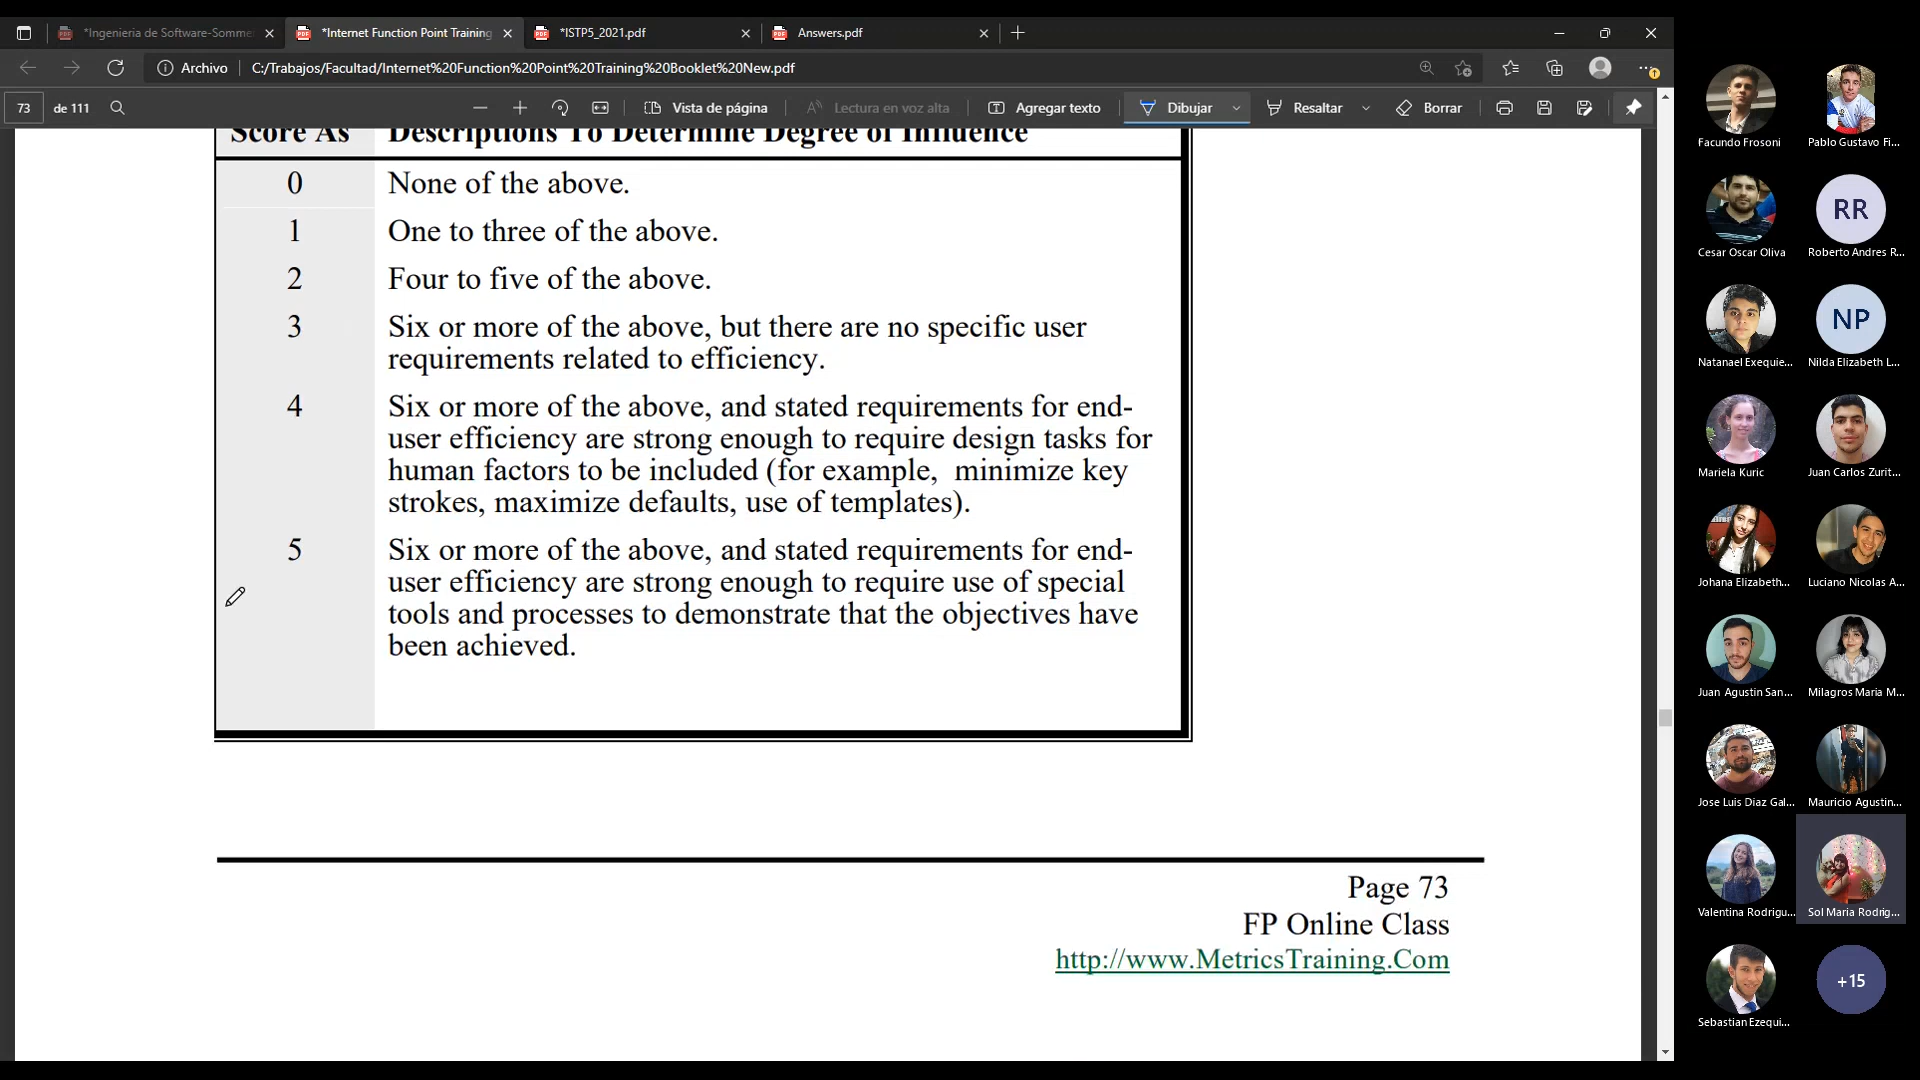 *Ingenieria de Software-Somme
*Internet Function Point Training
*ISTP5_2021.pdf
Answers.pdf
Archivo
C:/Trabajos/Facultad/Internet%20Function%20Point%20Training%20Booklet%20New.pdf
73 de 111
Vista de página
Lectura en voz alta
Agregar texto
Dibujar
Resaltar
Borrar
Score As Descriptions To Determine Degree of Influence
0 None of the above.
1 One to three of the above.
2 Four to five of the above.
3 Six or more of the above, but there are no specific user
requirements related to efficiency.
4 Six or more of the above, and stated requirements for end-
user efficiency are strong enough to require design tasks for
human factors to be included (for example, minimize key
strokes, maximize defaults, use of templates).
5 Six or more of the above, and stated requirements for end-
user efficiency are strong enough to require use of special
tools and processes to demonstrate that the objectives have
been achieved.
Page 73
FP Online Class
http://www.MetricsTraining.Com
Facundo Frosoni
Pablo Gustavo Fi...
Cesar Oscar Oliva
RR
Roberto Andres R...
Natanael Exequie...
NP
Nilda Elizabeth L...
Mariela Kuric
Juan Carlos Zurit...
Johana Elizabeth...
Luciano Nicolas A...
Juan Agustin San...
Milagros Maria M...
Jose Luis Diaz Gal...
Mauricio Agustin...
Valentina Rodrigu...
Sol Maria Rodrig...
Sebastian Ezequi...
+15